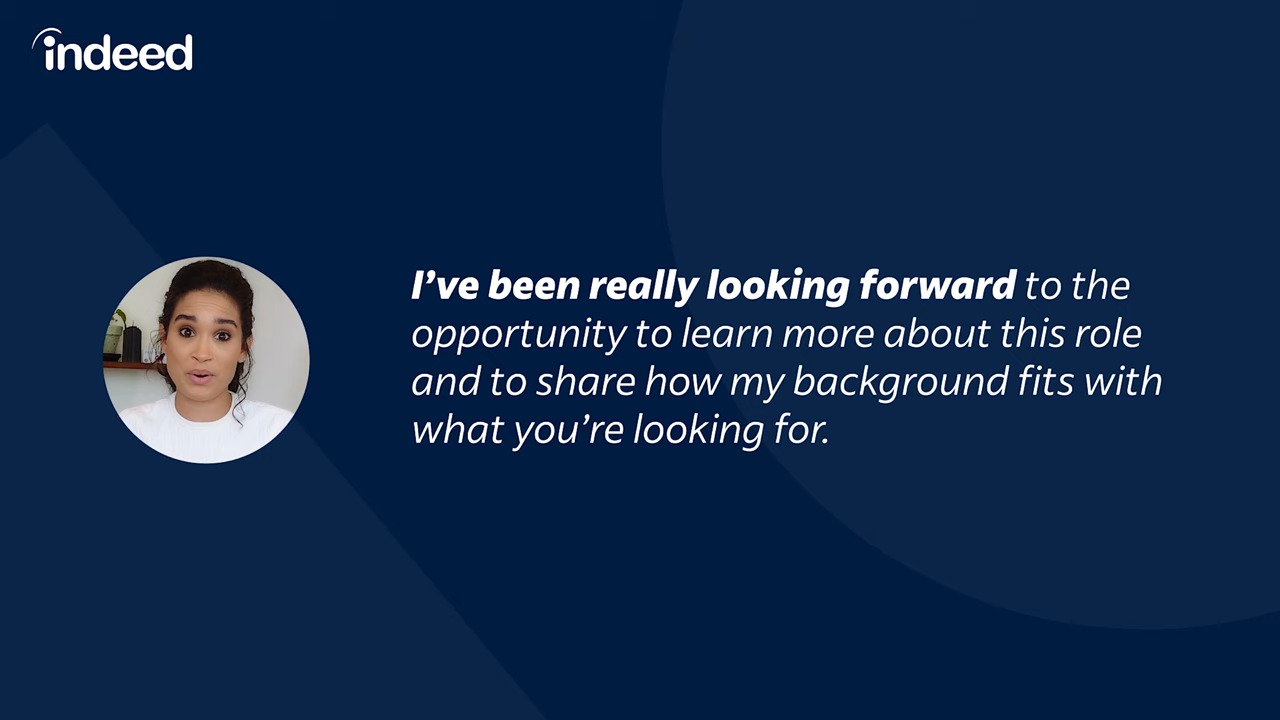 indeed
I’ve been really looking forward to the
opportunity to learn more about this role
and to share how my background fits with
what you’re looking for.